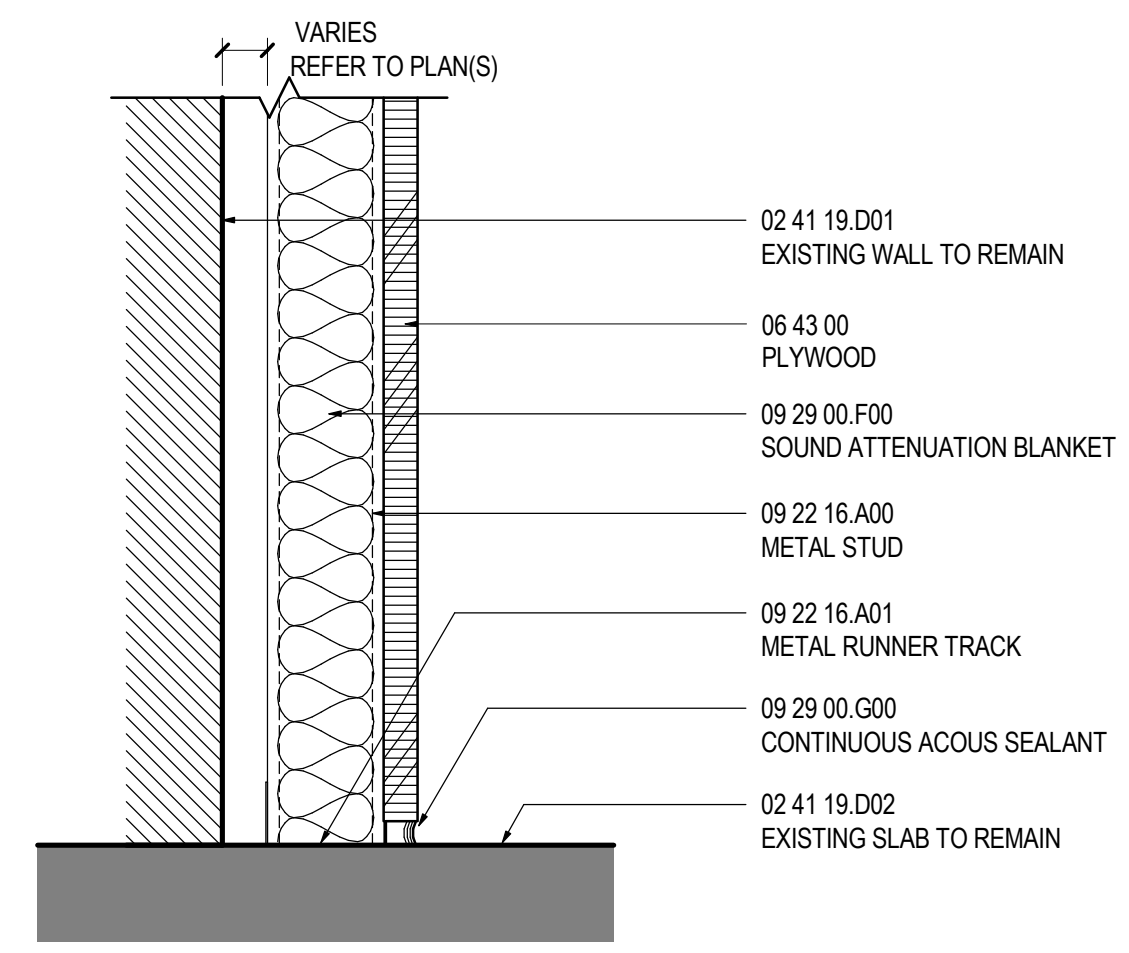 VARIES
REFER TO PLAN(S)
02 41 19.D01
EXISTING WALL TO REMAIN
06 43 00
PLYWOOD
09 29 00.F00
SOUND ATTENUATION BLANKET
09 22 16.A00
METAL STUD
09 22 16.A01
METAL RUNNER TRACK
09 29 00.G00
CONTINUOUS ACOUS SEALANT
02 41 19.D02
EXISTING SLAB TO REMAIN